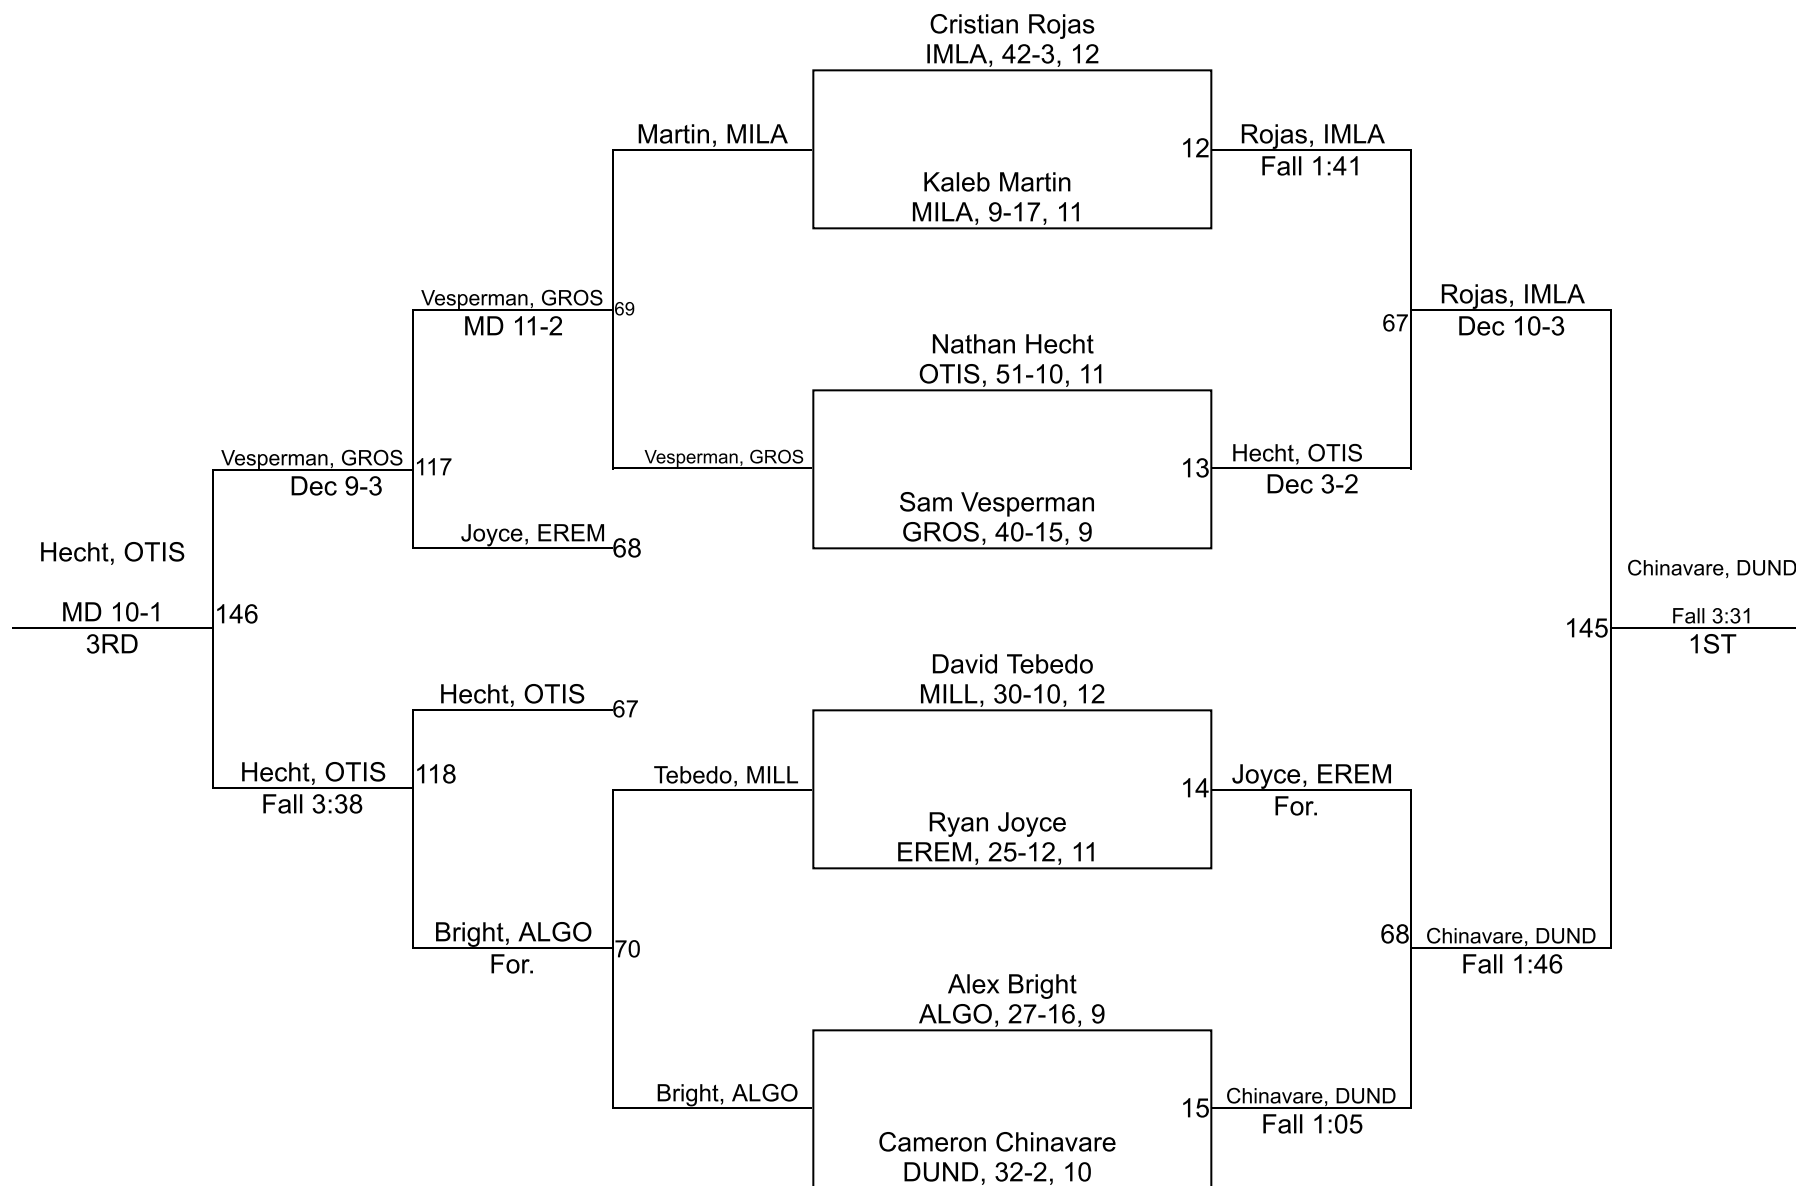 Cristian Rojas
IMLA, 42-3, 12
Martin, MILA
12
Rojas, IMLA
Fall 1:41
Kaleb Martin
MILA, 9-17, 11
Vesperman, GROS
69
MD 11-2
Rojas, IMLA
67
Dec 10-3
Nathan Hecht
OTIS, 51-10, 11
Vesperman, GROS
117
Dec 9-3
Vesperman, GROS
13
Hecht, OTIS
Dec 3-2
Sam Vesperman
GROS, 40-15, 9
Joyce, EREM
68
Hecht, OTIS
Chinavare, DUND
MD 10-1
146
3RD
145
Fall 3:31
1ST
David Tebedo
MILL, 30-10, 12
Hecht, OTIS
67
Hecht, OTIS
118
Fall 3:38
Tebedo, MILL
14
Joyce, EREM
For.
Ryan Joyce
EREM, 25-12, 11
Bright, ALGO
70
For.
68
Chinavare, DUND
Fall 1:46
Alex Bright
ALGO, 27-16, 9
Bright, ALGO
15
Chinavare, DUND
Fall 1:05
Cameron Chinavare
DUND, 32-2, 10